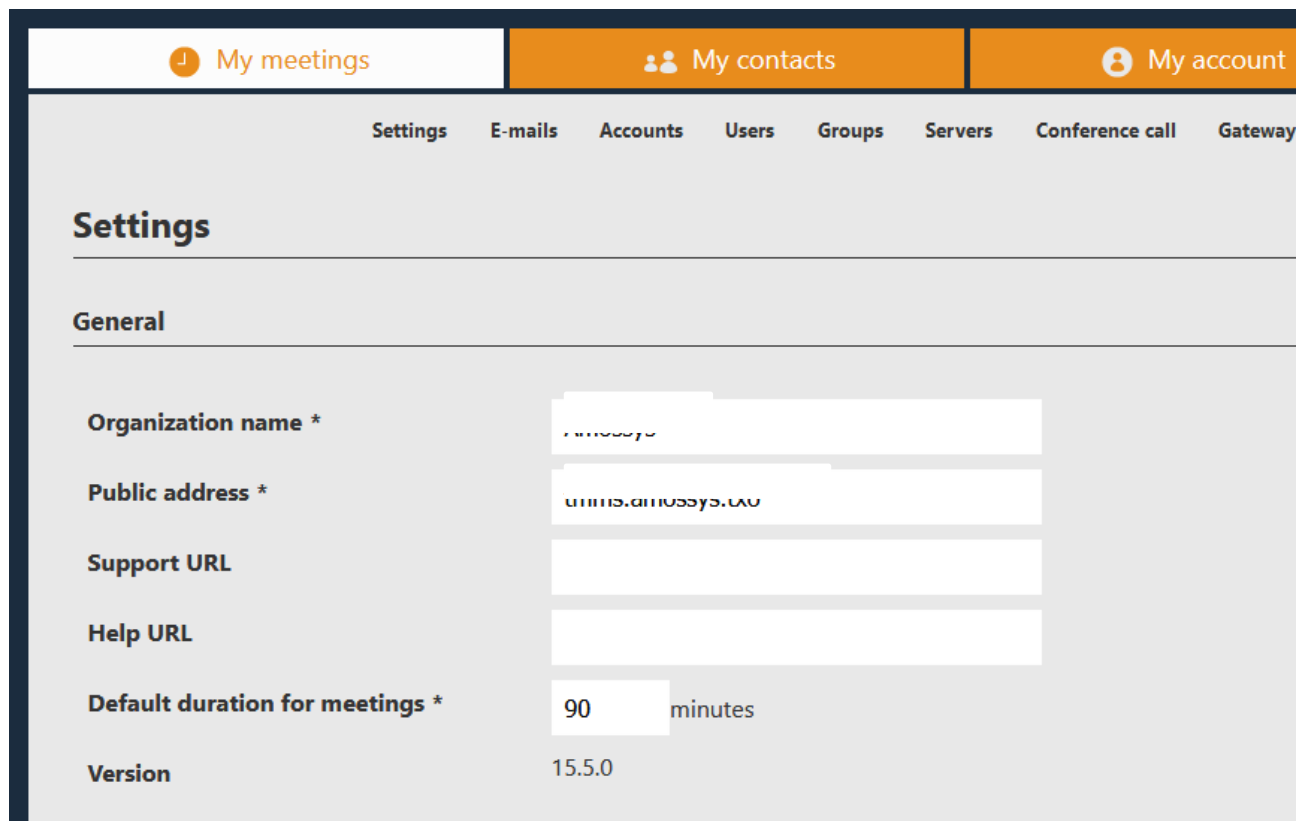 My meetings
My contacts
My account
Settings E-mails Accounts Users Groups Servers Conference call Gateway
Settings
General
Organization name *
Public address *
Support URL
Help URL
Default duration for meetings * 90 minutes
Version 15.5.0